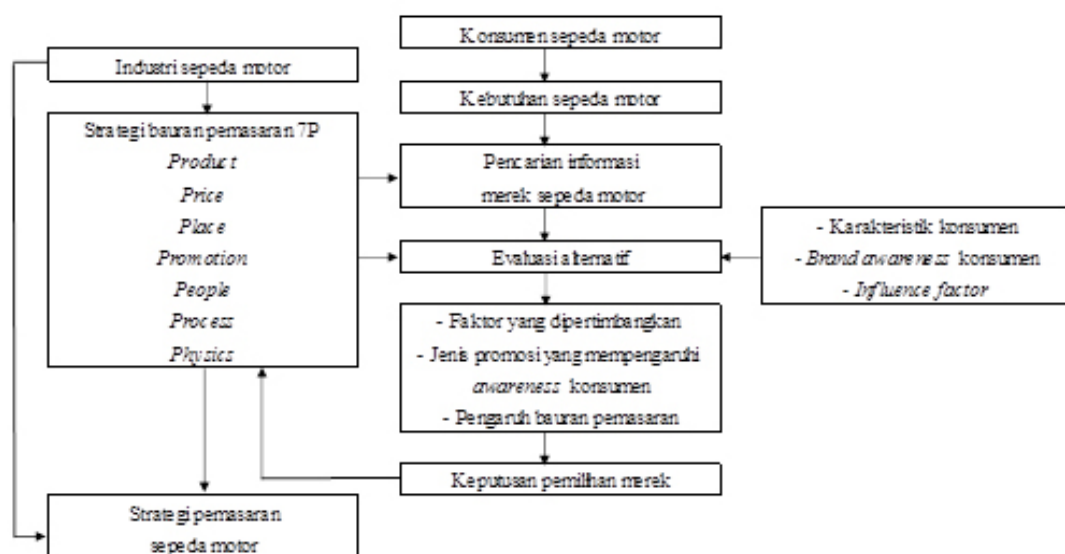 Konsumen sepeda motor
Industri sepeda motor
Kebutuhan sepeda motor
Strategi bauran pemasaran 7P
Product
Price
Place
Promotion
People
Process
Physics
Pencarian informasi
merek sepeda motor
Evaluasi alternatif
- Karakteristik konsumen
- Brand awareness konsumen
- Influence factor
- Faktor yang dipertimbangkan
- Jenis promosi yang mempengaruhi
awareness konsumen
- Pengaruh bauran pemasaran
Keputusan pemilihan merek
Strategi pemasaran
sepeda motor